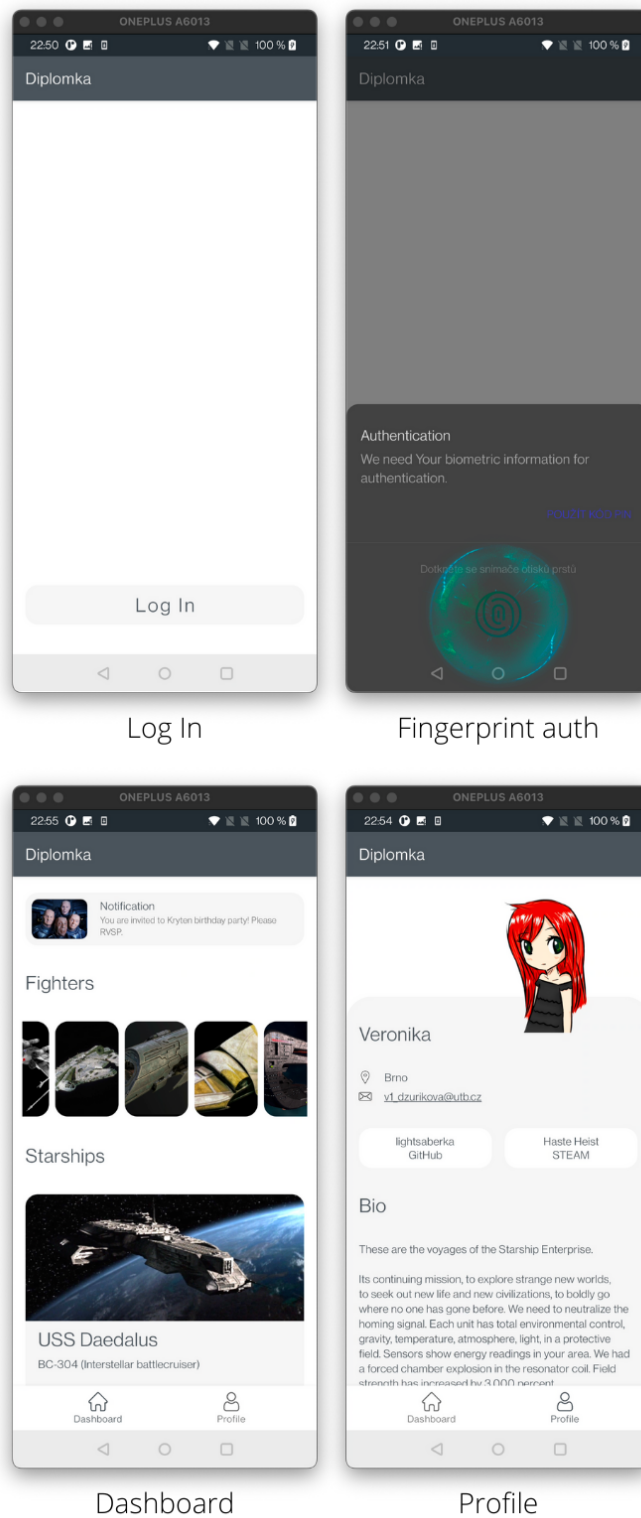 ONEPLUS A6013
22:50 100 %
Diplomka
Log In
Log In
ONEPLUS A6013
22:51 100 %
Diplomka
Authentication
We need Your biometric information for
authentication.
Dotkněte se snímače otisků prstů
Fingerprint auth
ONEPLUS A6013
22:55 100 %
Diplomka
Notification
You are invited to Kryten birthday party! Please
RVSP.
Fighters
Starships
USS Daedalus
BC-304 (Interstellar battlecruiser)
Dashboard Profile
Dashboard
ONEPLUS A6013
22:54 100 %
Diplomka
Veronika
Brno
v1_dzurikova@utb.cz
lightsaberka
GitHub
Haste Heist
STEAM
Bio
These are the voyages of the Starship Enterprise.
Its continuing mission, to explore strange new worlds,
to seek out new life and new civilizations, to boldly go
where no one has gone before. We need to neutralize the
homing signal. Each unit has total environmental control,
gravity, temperature, atmosphere, light, in a protective
field. Sensors show energy readings in your area. We had
a forced chamber explosion in the resonator coil. Field
strength has increased by 3,000 percent.
Dashboard Profile
Profile